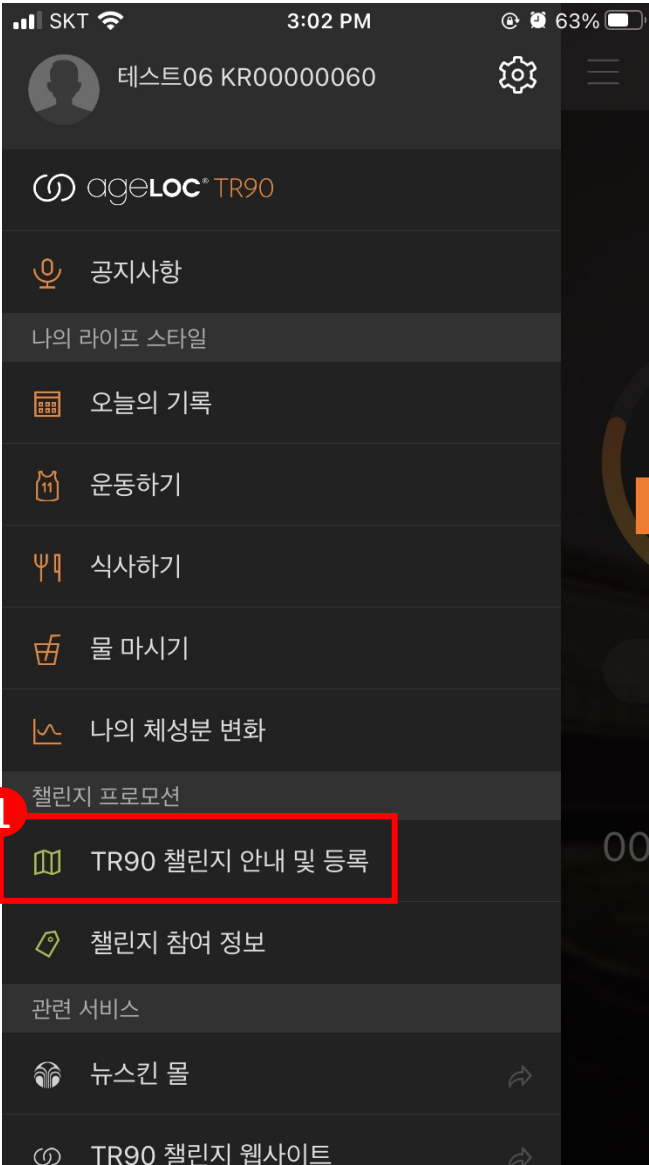 SKT 3:02 PM 63%
테스트06 KR00000060
ageLOC® TR90
공지사항
나의 라이프 스타일
오늘의 기록
11 운동하기
식사하기
물 마시기
나의 체성분 변화
챌린지 프로모션
1
TR90 챌린지 안내 및 등록
00
챌린지 참여 정보
관련 서비스
뉴스킨 몰
TR90 챌린지 웹사이트